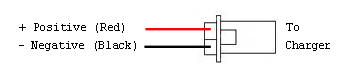 + Positive (Red)
- Negative (Black)
To
Charger